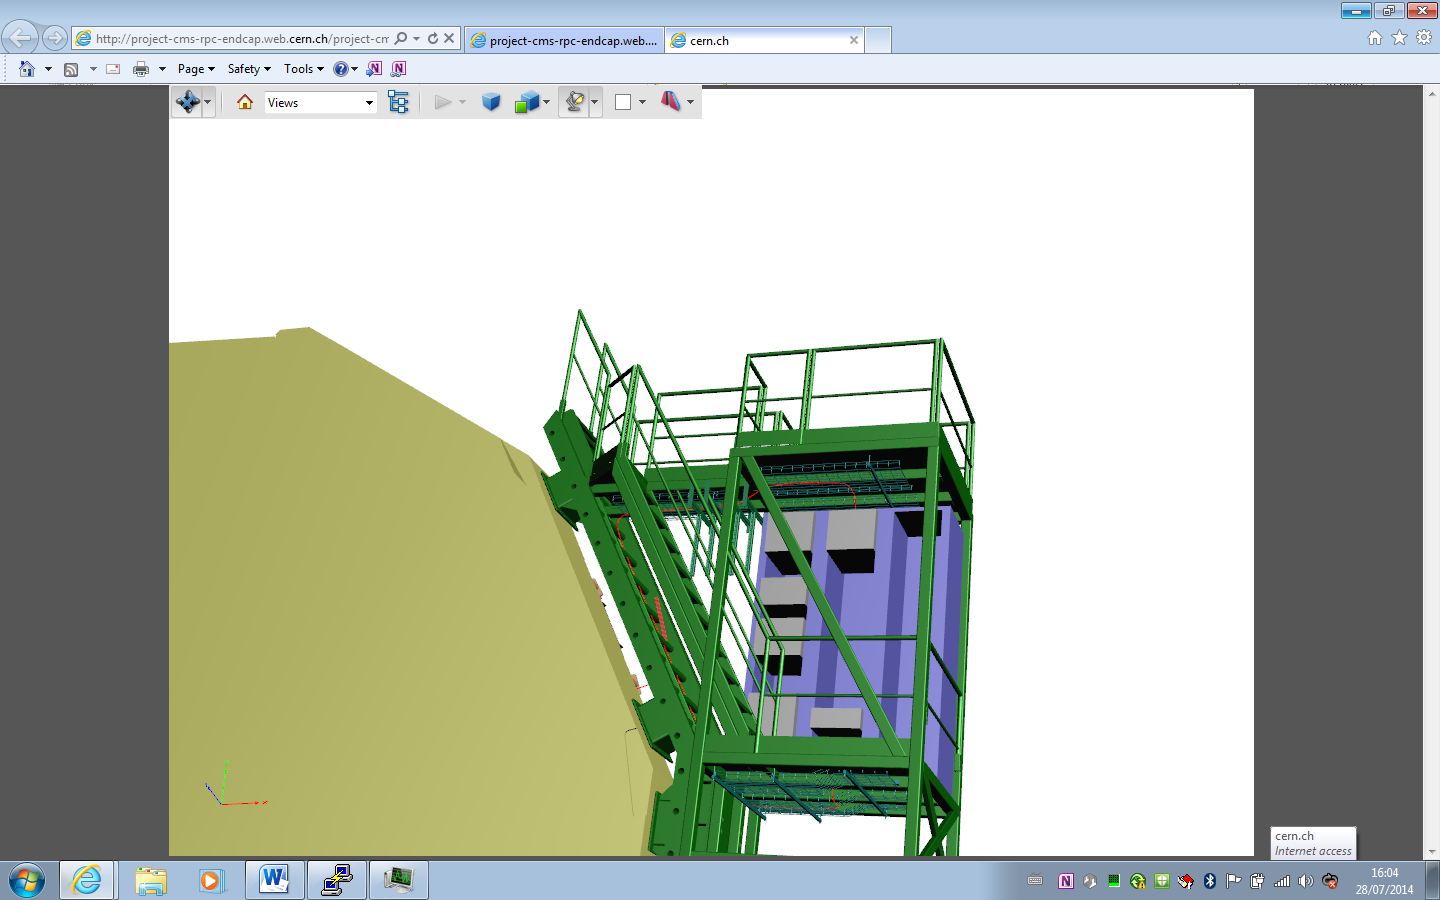 http://project-cms-rpc-endcap.web.cern.ch/project-cm
project-cms-rpc-endcap.web....
cern.ch
Page
Safety
Tools
Views
cern.ch
Internet access
16:04
28/07/2014